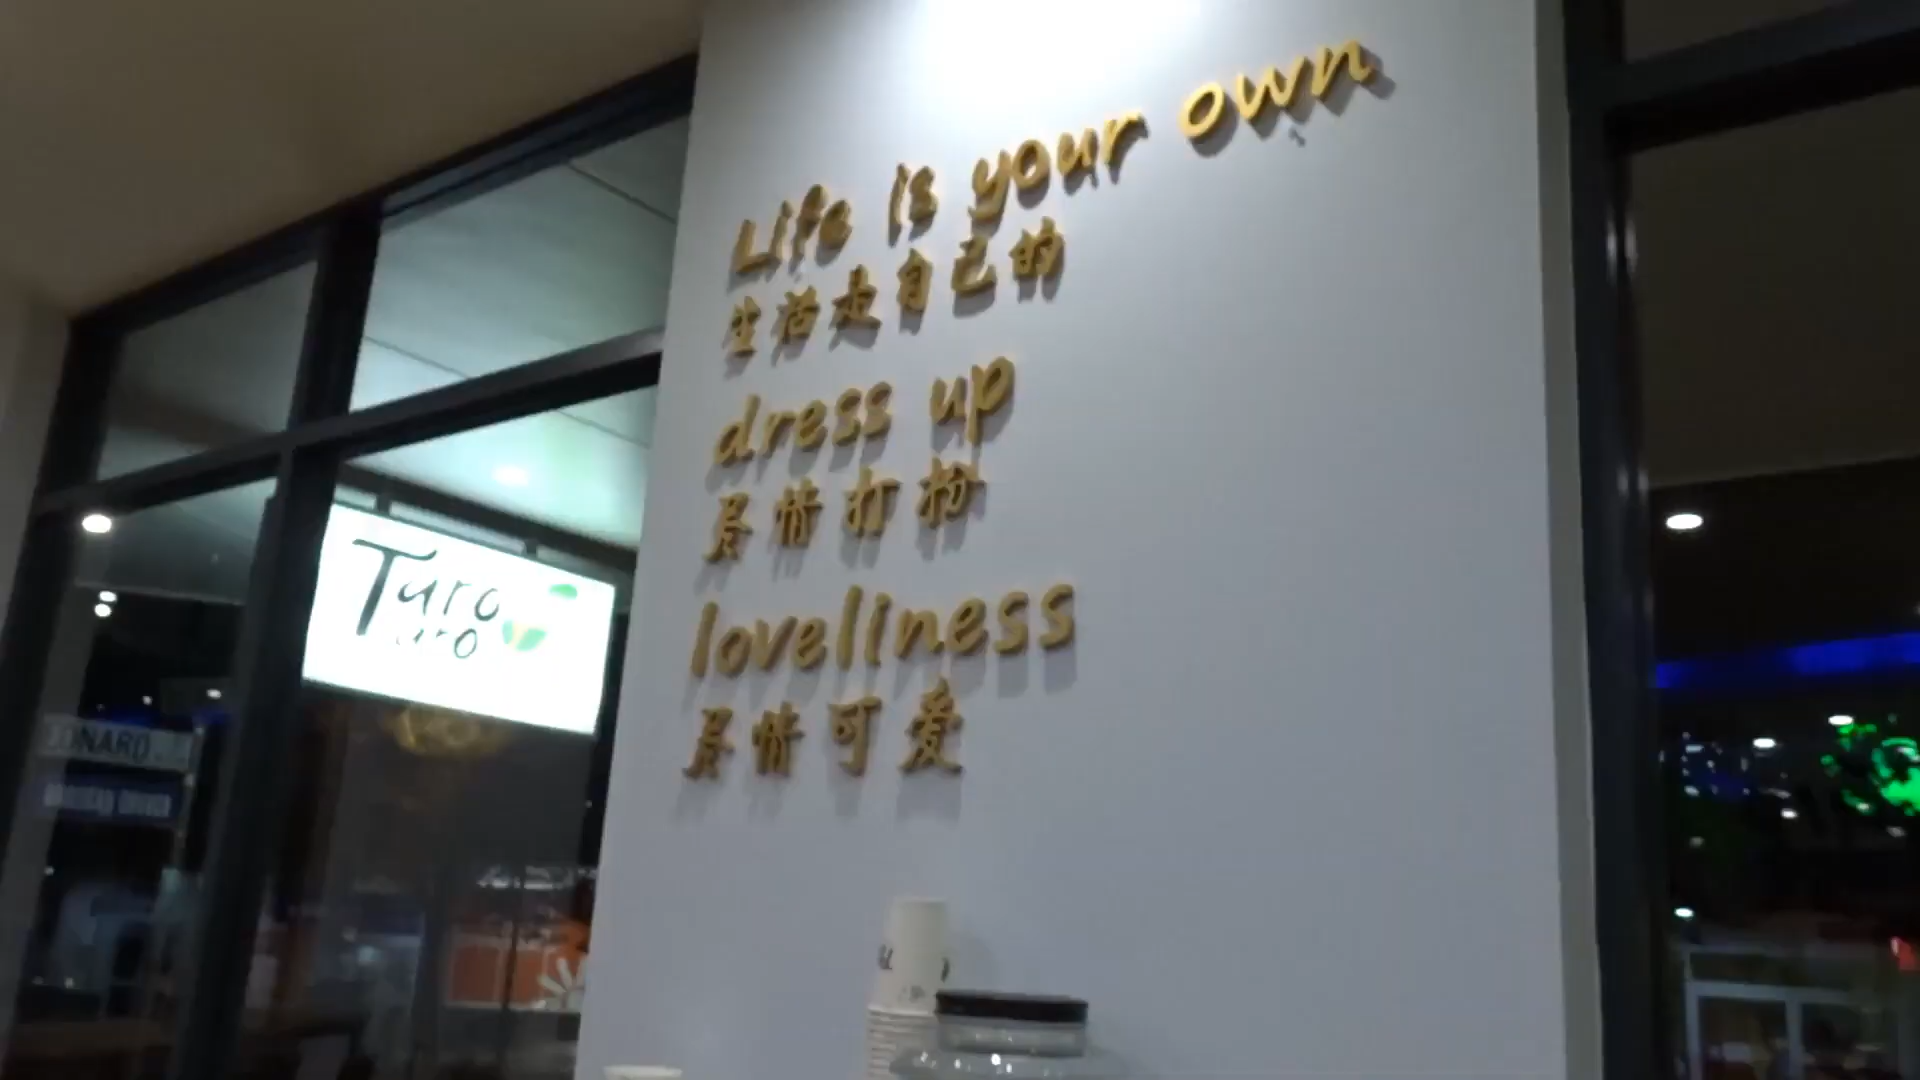 Life is your own
生活是自己的
dress up
尽情打扮
loveliness
尽情可爱
Taro
Taro